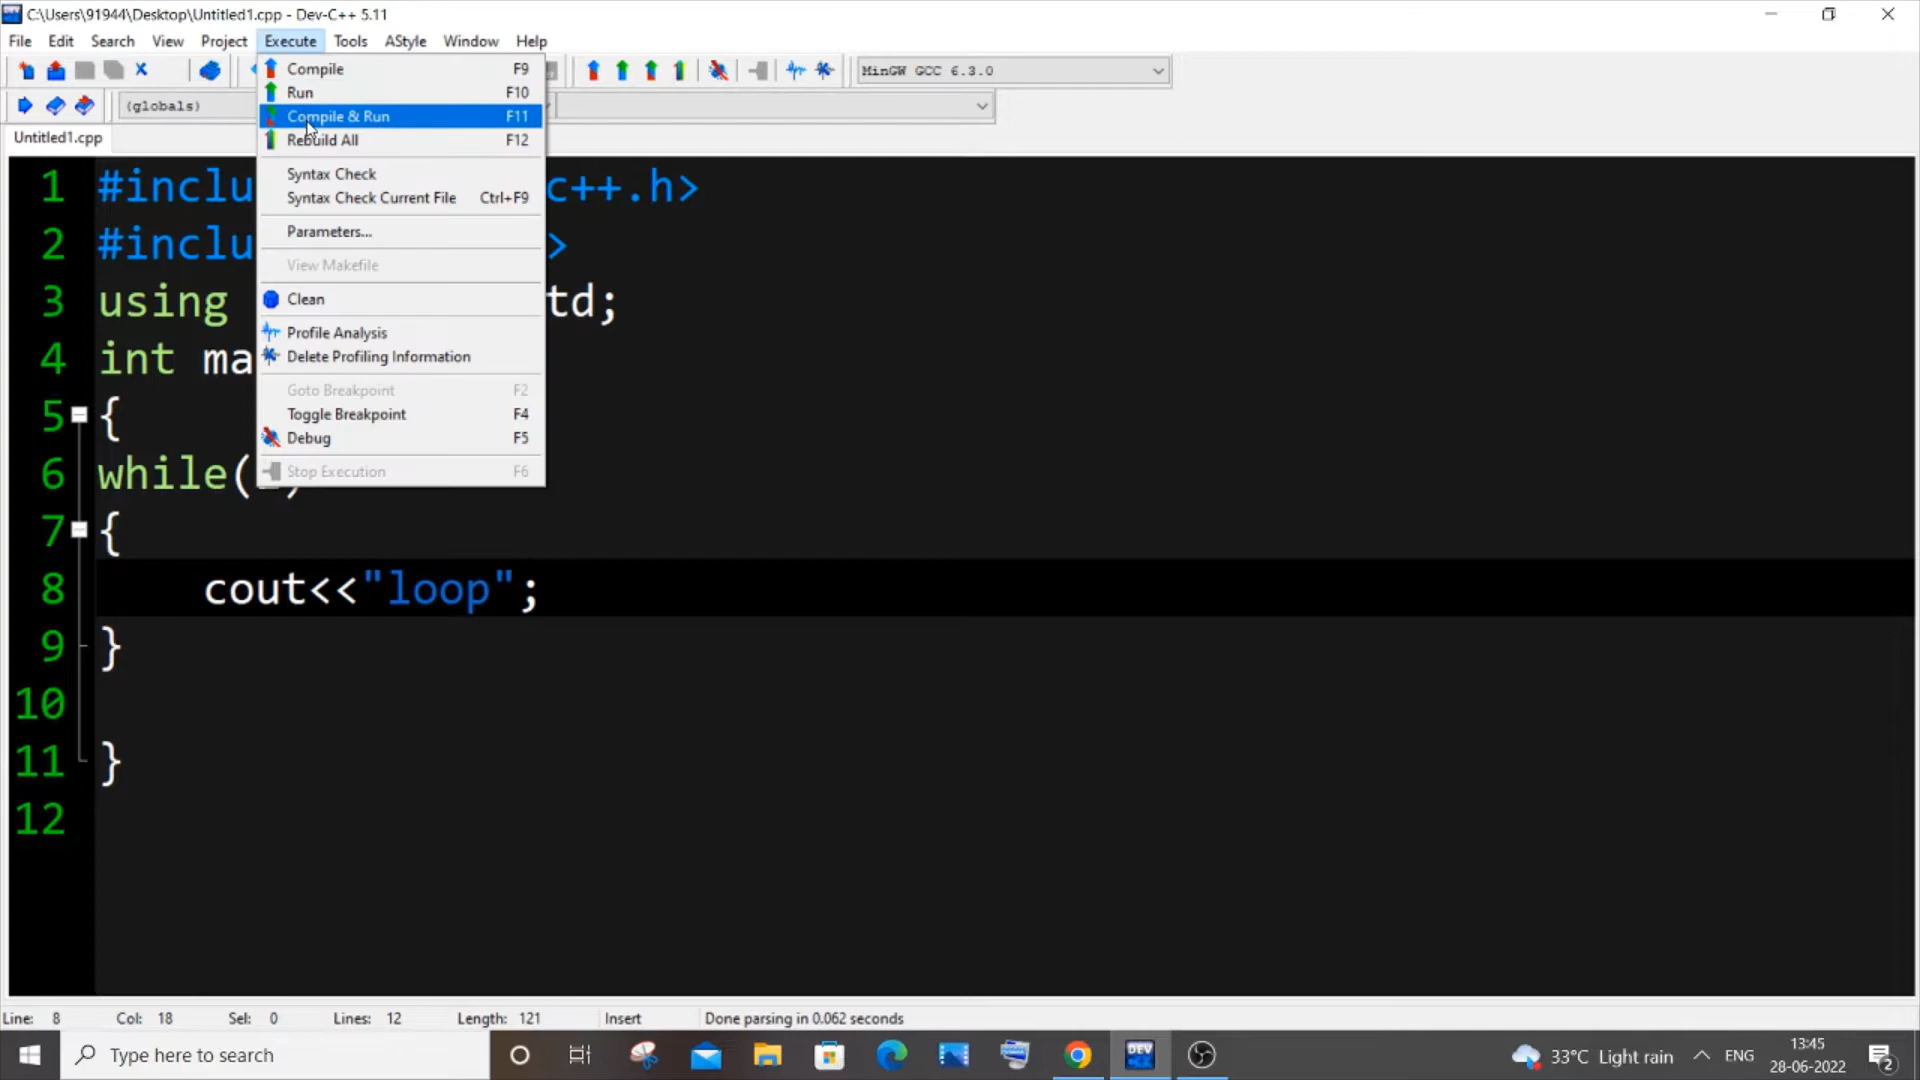 C:\Users\91944\Desktop\Untitled1.cpp - Dev-C++ 5.11
File Edit Search View Project Execute Tools AStyle Window Help
MinGW GCC 6.3.0
(globals)
Untitled1.cpp
Compile F9
Run F10
Compile & Run F11
Rebuild All F12
Syntax Check
Syntax Check Current File Ctrl+F9
Parameters...
View Makefile
Clean
Profile Analysis
Delete Profiling Information
Goto Breakpoint F2
Toggle Breakpoint F4
Debug F5
Stop Execution F6
1 #inclu c++.h>
2 #inclu >
3 using td;
4 int ma
5 {
6 while( )
7 {
8 cout<<"loop";
9 }
10
11 }
12
Line: 8 Col: 18 Sel: 0 Lines: 12 Length: 121 Insert Done parsing in 0.062 seconds
Type here to search
DEV
33°C Light rain ENG 13:45
28-06-2022
2